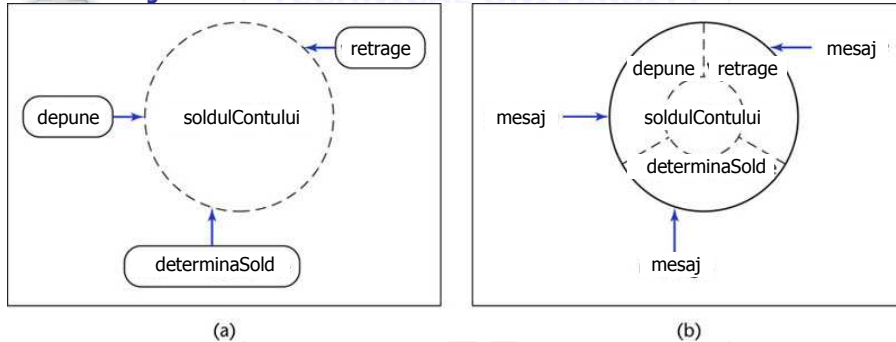 retrage
depune
soldulContului
determinaSold
(a)
mesaj
depune
retrage
mesaj
soldulContului
determinaSold
mesaj
(b)